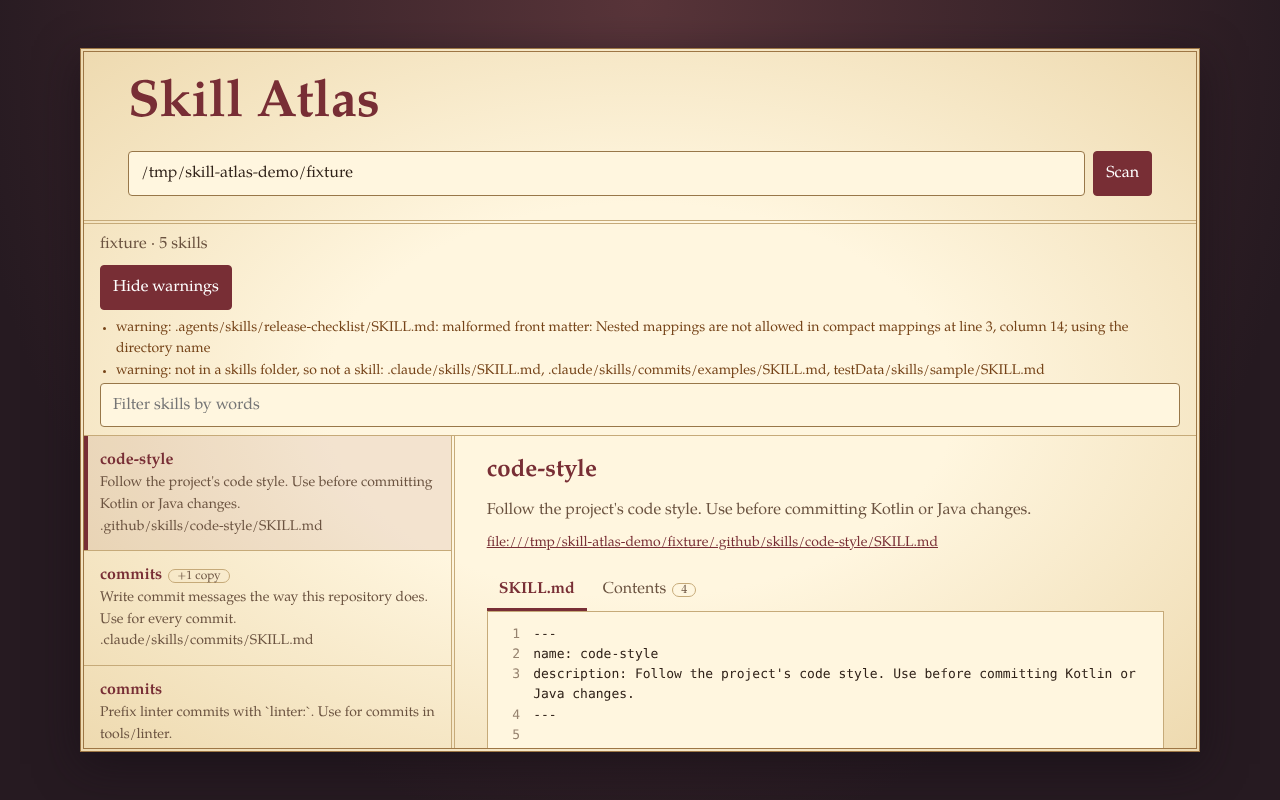 Skill Atlas
/tmp/skill-atlas-demo/fixture
Scan
fixture · 5 skills
Hide warnings
• warning: .agents/skills/release-checklist/SKILL.md: malformed front matter: Nested mappings are not allowed in compact mappings at line 3, column 14; using the
directory name
• warning: not in a skills folder, so not a skill: .claude/skills/SKILL.md, .claude/skills/commits/examples/SKILL.md, testData/skills/sample/SKILL.md
Filter skills by words
code-style
Follow the project's code style. Use before committing
Kotlin or Java changes.
.github/skills/code-style/SKILL.md
commits +1 copy
Write commit messages the way this repository does.
Use for every commit.
.claude/skills/commits/SKILL.md
commits
Prefix linter commits with `linter:`. Use for commits in
tools/linter.
code-style
Follow the project's code style. Use before committing Kotlin or Java changes.
file:///tmp/skill-atlas-demo/fixture/.github/skills/code-style/SKILL.md
SKILL.md Contents 4
1 ---
2 name: code-style
3 description: Follow the project's code style. Use before committing Kotlin or
Java changes.
4 ---
5